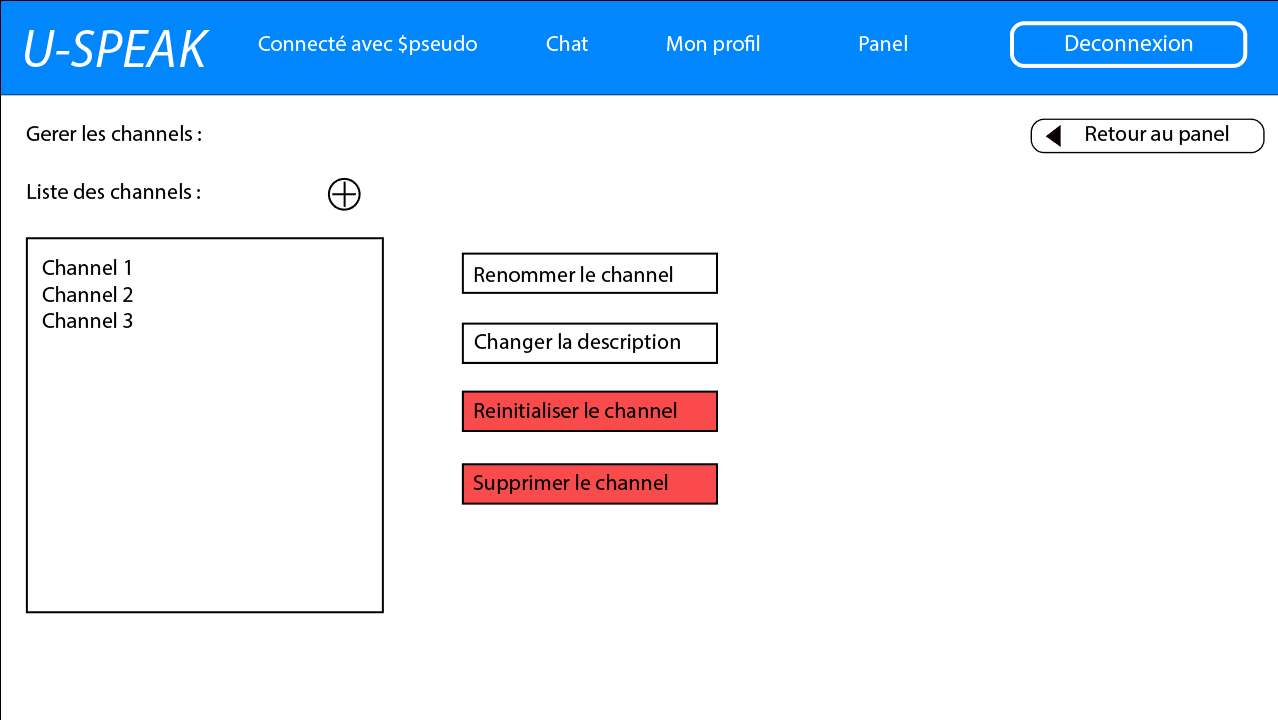 U-SPEAK Connecté avec $pseudo Chat Mon profil Panel Deconnexion
Gerer les channels :
Retour au panel
Liste des channels :
Channel 1
Channel 2
Channel 3
Renommer le channel
Changer la description
Reinitialiser le channel
Supprimer le channel